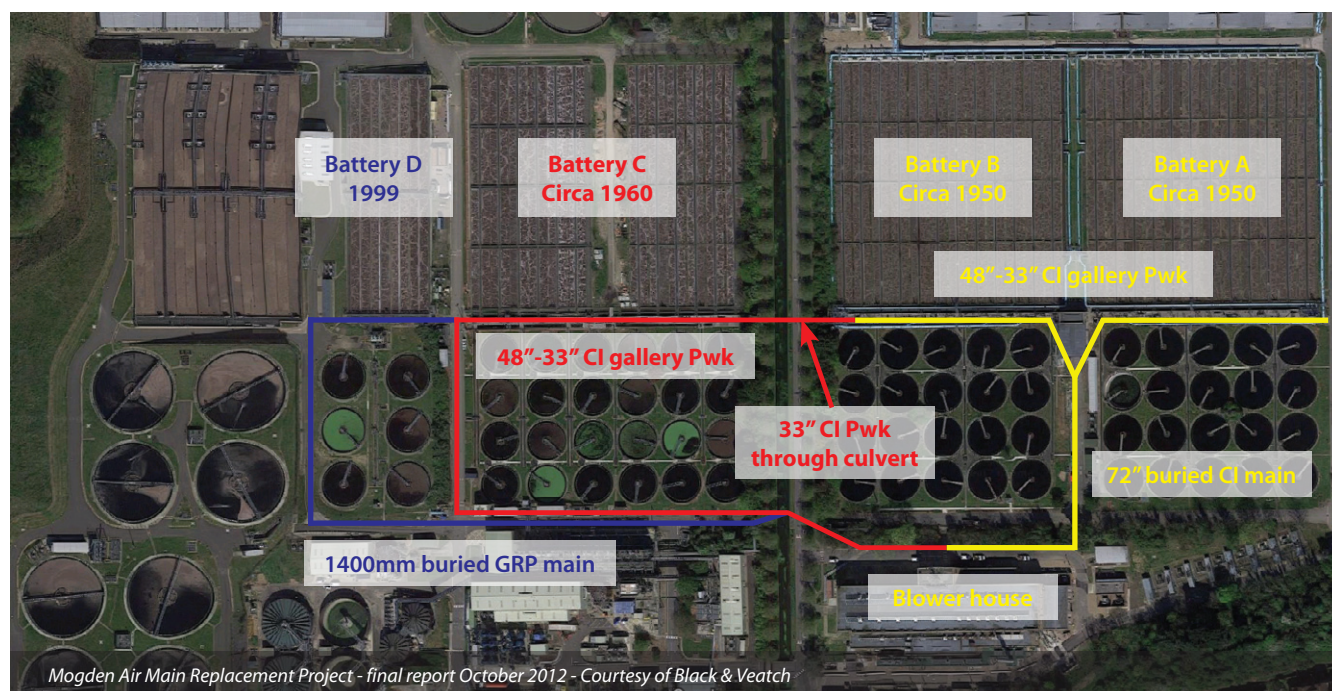 Battery D
1999
Battery C
Circa 1960
Battery B
Circa 1950
Battery A
Circa 1950
48”-33” CI gallery Pwk
48”-33” CI gallery Pwk
33” CI Pwk
through culvert
72” buried CI main
1400mm buried GRP main
Blower house
Mogden Air Main Replacement Project - final report October 2012 - Courtesy of Black & Veatch